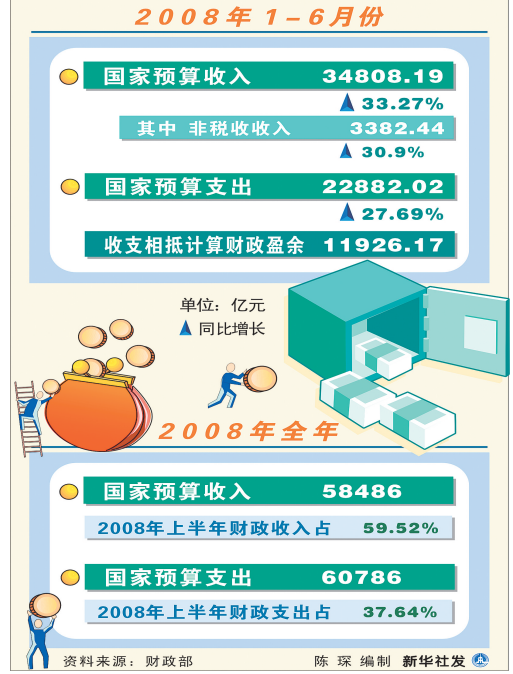 2008年1-6月份
国家预算收入 34808.19
▲ 33.27%
其中 非税收收入 3382.44
▲ 30.9%
国家预算支出 22882.02
▲ 27.69%
收支相抵计算财政盈余 11926.17
单位：亿元
▲ 同比增长
2008年全年
国家预算收入 58486
2008年上半年财政收入占 59.52%
国家预算支出 60786
2008年上半年财政支出占 37.64%
资料来源：财政部 陈 琛 编制 新华社发